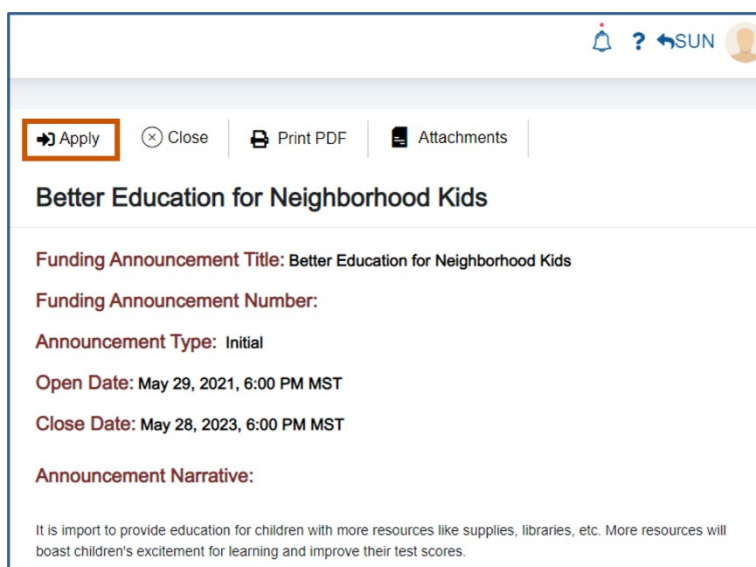 ? SUN
Apply Close Print PDF Attachments
Better Education for Neighborhood Kids
Funding Announcement Title: Better Education for Neighborhood Kids
Funding Announcement Number:
Announcement Type: Initial
Open Date: May 29, 2021, 6:00 PM MST
Close Date: May 28, 2023, 6:00 PM MST
Announcement Narrative:
It is import to provide education for children with more resources like supplies, libraries, etc. More resources will
boast children's excitement for learning and improve their test scores.